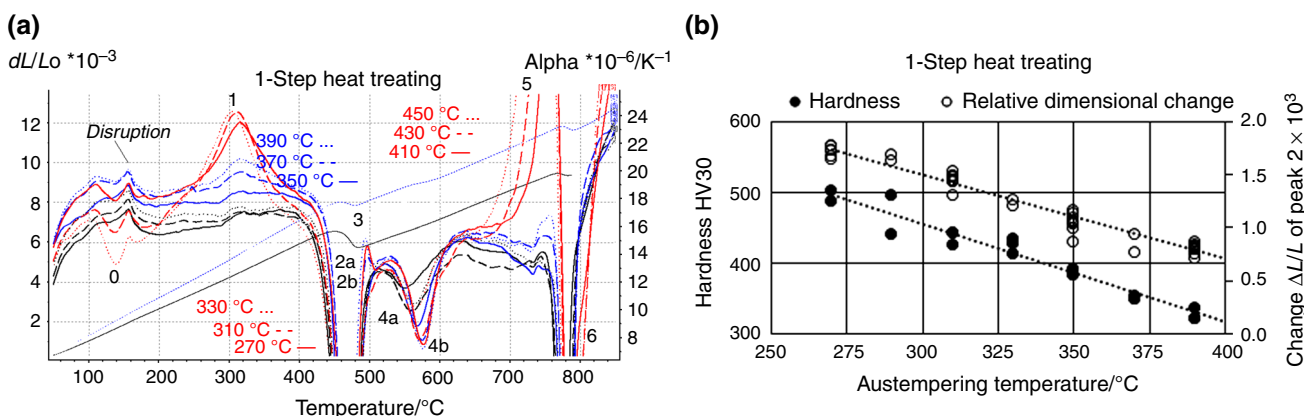 (a)
dL/Lo *10−3
Alpha *10−6/K−1
1-Step heat treating
Disruption
1
5
390 °C ...
370 °C - -
350 °C —
450 °C ...
430 °C - -
410 °C —
12
10
8
6
4
2
24
22
20
18
16
14
12
10
8
0
3
2a
2b
4a
4b
6
330 °C ...
310 °C - -
270 °C —
100 200 300 400 500 600 700 800
Temperature/°C
(b)
1-Step heat treating
Hardness
Relative dimensional change
600
500
400
300
Hardness HV30
2.0
1.5
1.0
0.5
0.0
Change ΔL/L of peak 2 × 103
250 275 300 325 350 375 400
Austempering temperature/°C